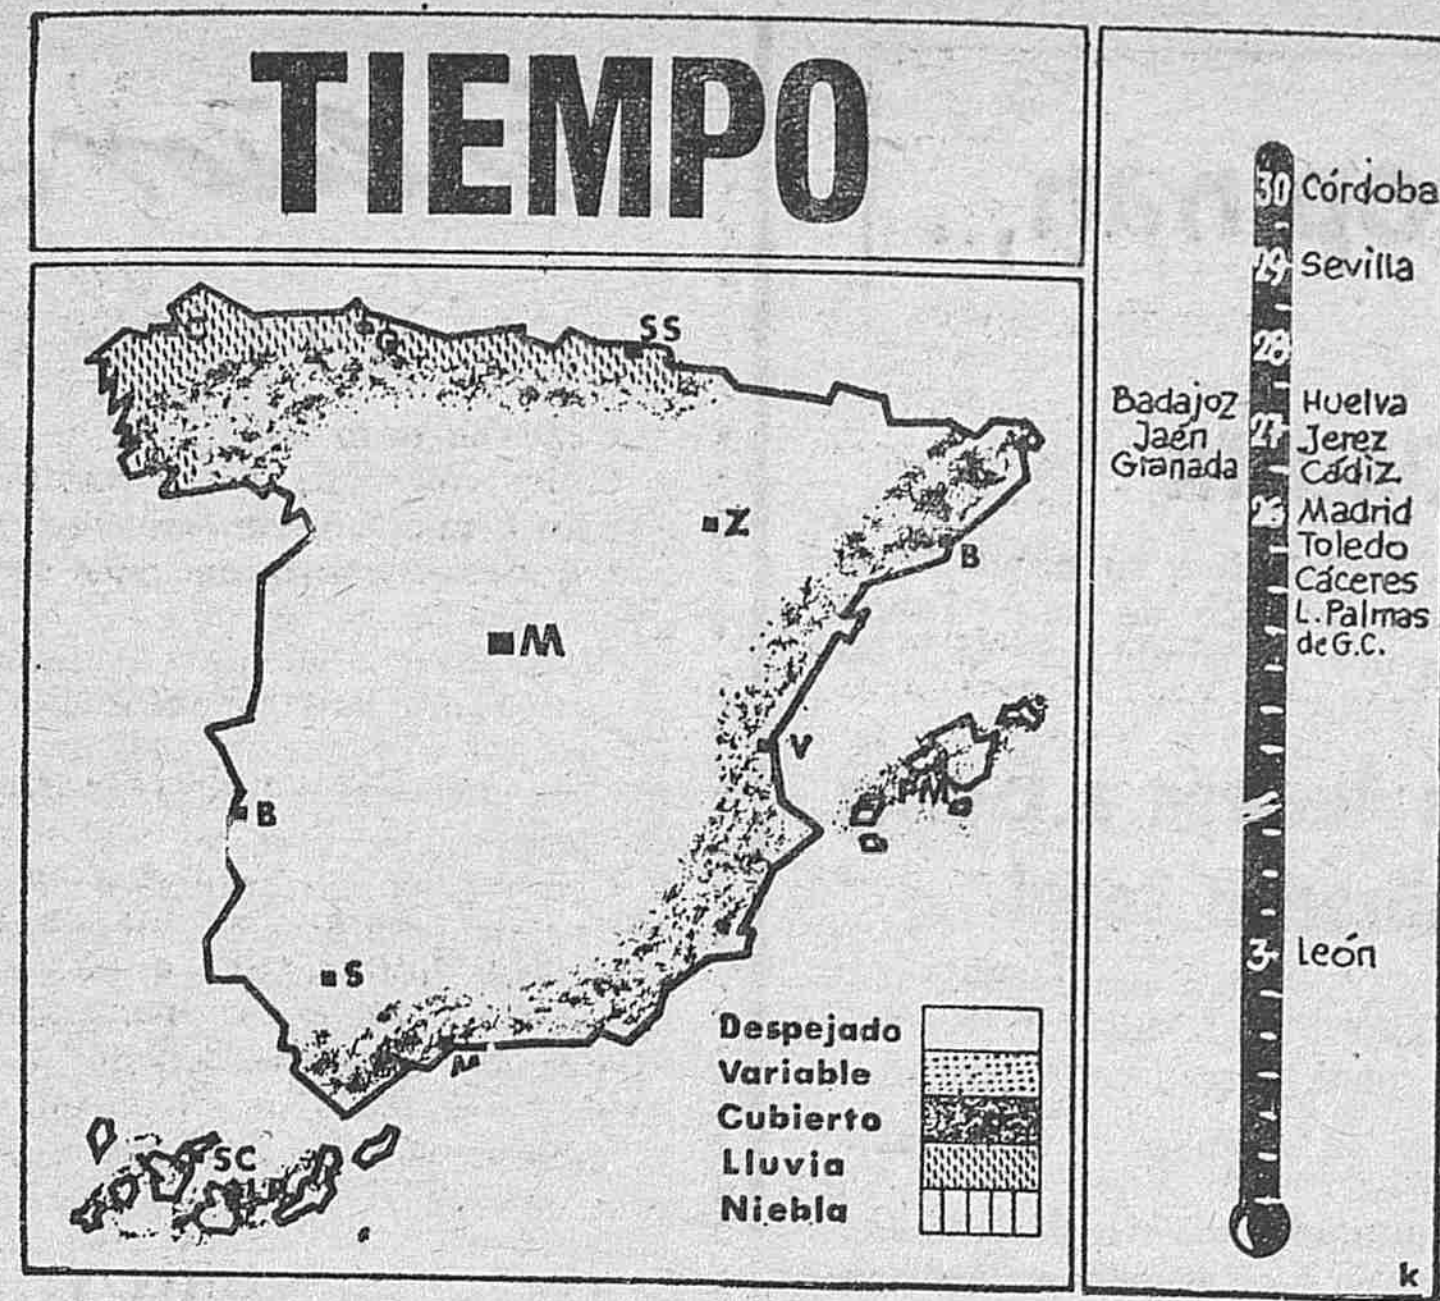 TIEMPO
SS
Z
B
M
V
PM
B
S
M
SC
Despejado
Variable
Cubierto
Lluvia
Niebla
30 Córdoba
29 Sevilla
28
Badajoz
Jaén
Granada
27
Huelva
Jerez
Cádiz
26 Madrid
Toledo
Cáceres
L. Palmas
de G.C.
3 León
k